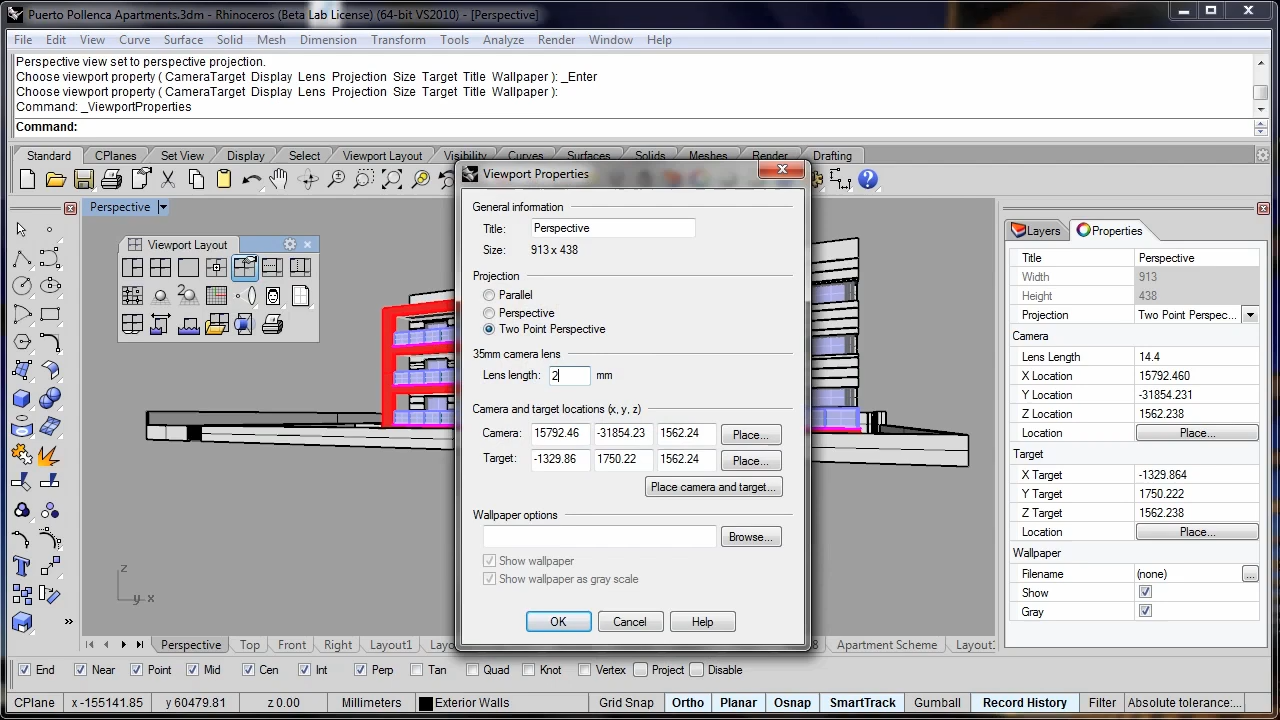 Puerto Pollenca Apartments.3dm - Rhinoceros (Beta Lab License) (64-bit VS2010) - [Perspective]
File Edit View Curve Surface Solid Mesh Dimension Transform Tools Analyze Render Window Help
Perspective view set to perspective projection.
Choose viewport property ( CameraTarget Display Lens Projection Size Target Title Wallpaper ): _Enter
Choose viewport property ( CameraTarget Display Lens Projection Size Target Title Wallpaper ):
Command: _ViewportProperties
Command:
Standard CPlanes Set View Display Select Viewport Layout Visibility Curves Surfaces Solids Meshes Render Drafting
Perspective
Viewport Layout
Viewport Properties
General information
Title: Perspective
Size: 913 x 438
Projection
Parallel
Perspective
Two Point Perspective
35mm camera lens
Lens length: 2 mm
Camera and target locations (x, y, z)
Camera: 15792.46 -31854.23 1562.24 Place...
Target: -1329.86 1750.22 1562.24 Place...
Place camera and target...
Wallpaper options
Browse...
Show wallpaper
Show wallpaper as gray scale
OK Cancel Help
Layers Properties
Title Perspective
Width 913
Height 438
Projection Two Point Perspec...
Camera
Lens Length 14.4
X Location 15792.460
Y Location -31854.231
Z Location 1562.238
Location Place...
Target
X Target -1329.864
Y Target 1750.222
Z Target 1562.238
Location Place...
Wallpaper
Filename (none) ...
Show
Gray
z
y x
Perspective Top Front Right Layout1 Apartment Scheme
End Near Point Mid Cen Int Perp Tan Quad Knot Vertex Project Disable
CPlane x -155141.85 y 60479.81 z 0.00 Millimeters Exterior Walls Grid Snap Ortho Planar Osnap SmartTrack Gumball Record History Filter Absolute tolerance:...